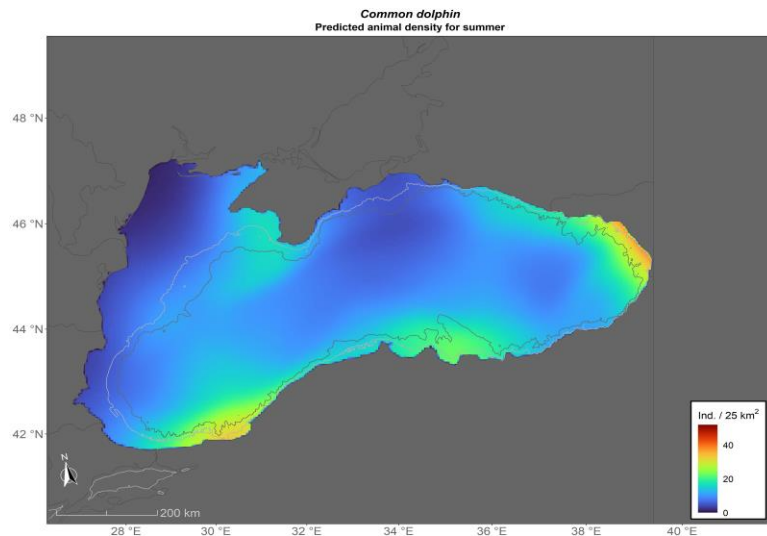 Common dolphin
Predicted animal density for summer
48 °N
46 °N
44 °N
42 °N
Ind. / 25 km²
40
20
0
N
200 km
28 °E 30 °E 32 °E 34 °E 36 °E 38 °E 40 °E